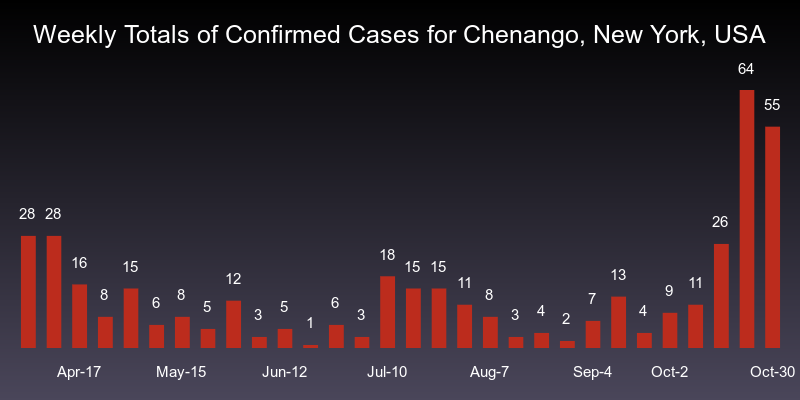 Weekly Totals of Confirmed Cases for Chenango, New York, USA
28 28 16 8 15 6 8 5 12 3 5 1 6 3 18 15 15 11 8 3 4 2 7 13 4 9 11 26 64 55
Apr-17 May-15 Jun-12 Jul-10 Aug-7 Sep-4 Oct-2 Oct-30